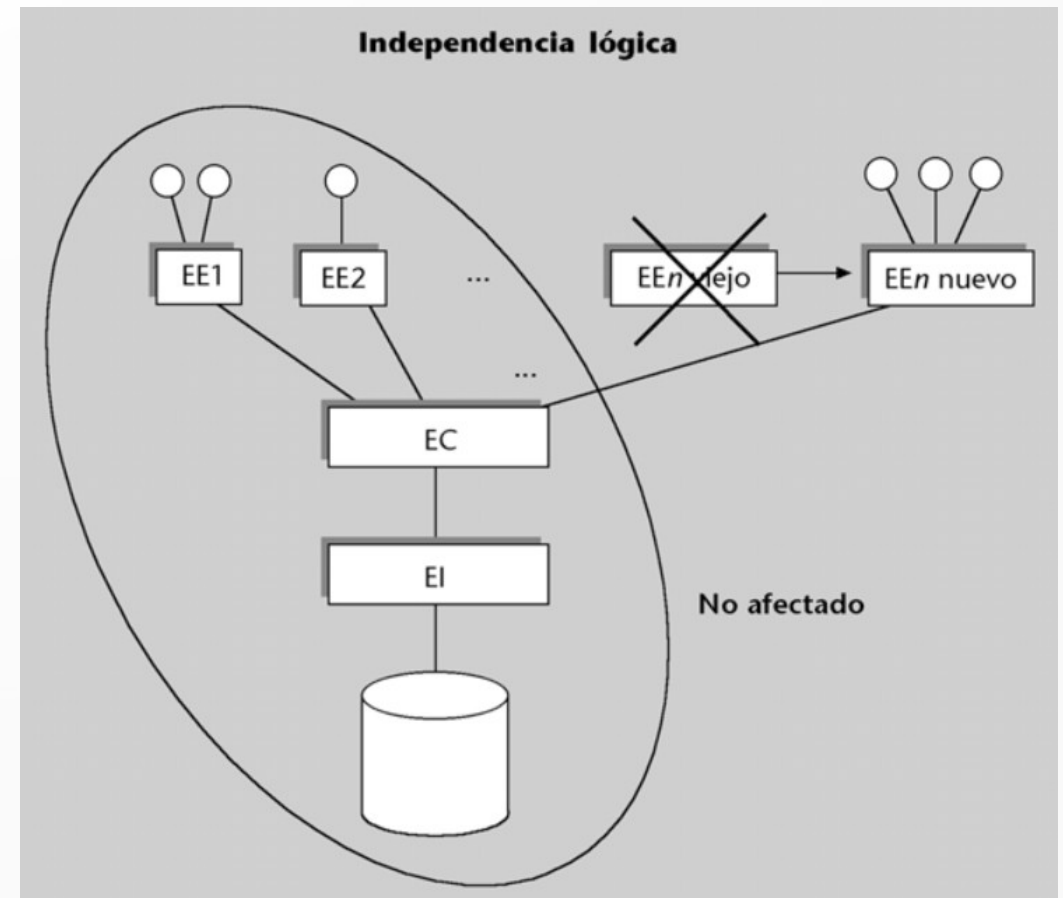 Independencia lógica
EE1
EE2
...
EEn viejo
EEn nuevo
...
EC
EI
No afectado